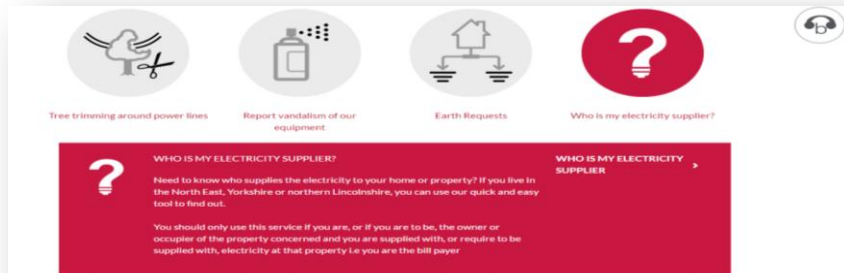 Tree trimming around power lines
Report vandalism of our
equipment
Earth Requests
Who is my electricity supplier?
WHO IS MY ELECTRICITY SUPPLIER?
Need to know who supplies the electricity to your home or property? If you live in
the North East, Yorkshire or northern Lincolnshire, you can use our quick and easy
tool to find out.
You should only use this service if you are, or if you are to be, the owner or
occupier of the property concerned and you are supplied with, or require to be
supplied with, electricity at that property i.e you are the bill payer
WHO IS MY ELECTRICITY
SUPPLIER